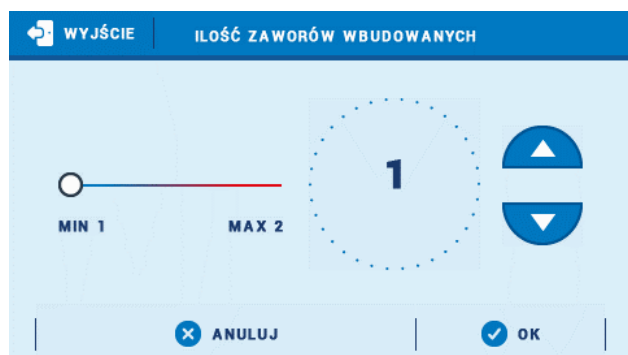 WYJŚCIE
ILOŚĆ ZAWORÓW WBUDOWANYCH
1
MIN 1
MAX 2
ANULUJ
OK